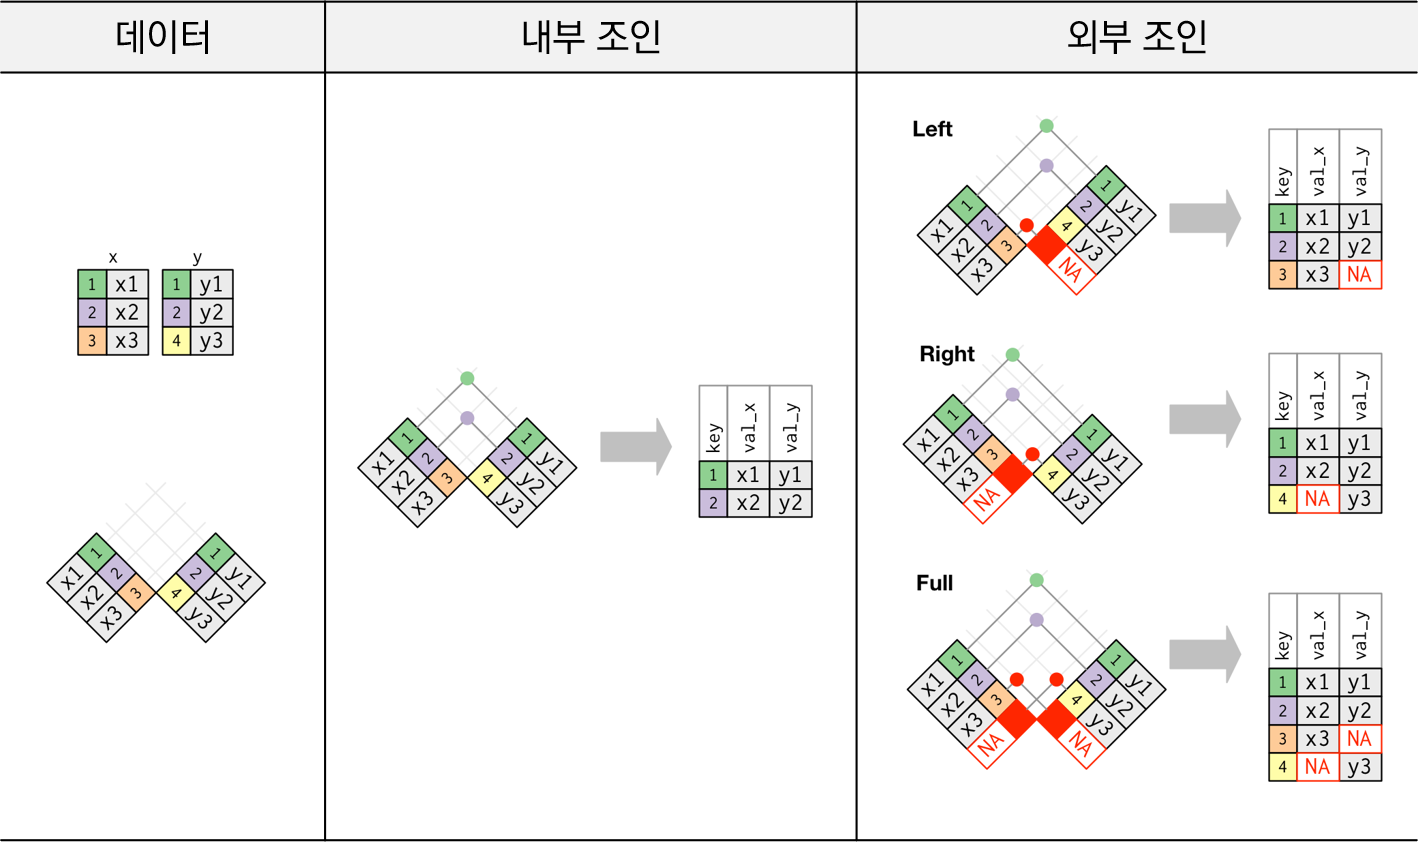 데이터 내부 조인 외부 조인
x y
1 x1 1 y1
2 x2 2 y2
3 x3 4 y3
1 2 3 x1 x2 x3
1 2 4 y1 y2 y3
1 2 3 x1 x2 x3
1 2 4 y1 y2 y3
key val_x val_y
1 x1 y1
2 x2 y2
Left
1 2 3 x1 x2 x3
1 2 4 y1 y2 y3 NA
key val_x val_y
1 x1 y1
2 x2 y2
3 x3 NA
Right
1 2 3 x1 x2 x3 NA
1 2 4 y1 y2 y3
key val_x val_y
1 x1 y1
2 x2 y2
4 NA y3
Full
1 2 3 x1 x2 x3 NA
1 2 4 y1 y2 y3 NA
key val_x val_y
1 x1 y1
2 x2 y2
3 x3 NA
4 NA y3